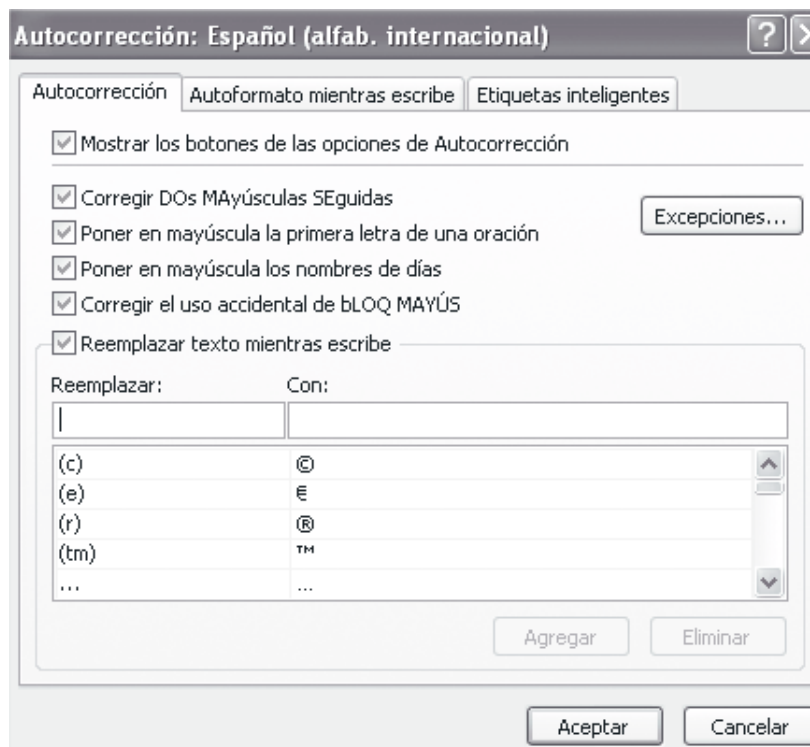 Autocorrección: Español (alfab. internacional)
Autocorrección Autoformato mientras escribe Etiquetas inteligentes
Mostrar los botones de las opciones de Autocorrección
Corregir DOs MAyúsculas SEguidas
Excepciones...
Poner en mayúscula la primera letra de una oración
Poner en mayúscula los nombres de días
Corregir el uso accidental de bLOQ MAYÚS
Reemplazar texto mientras escribe
Reemplazar: Con:
(c) ©
(e) €
(r) ®
(tm) ™
... ...
Agregar Eliminar
Aceptar Cancelar